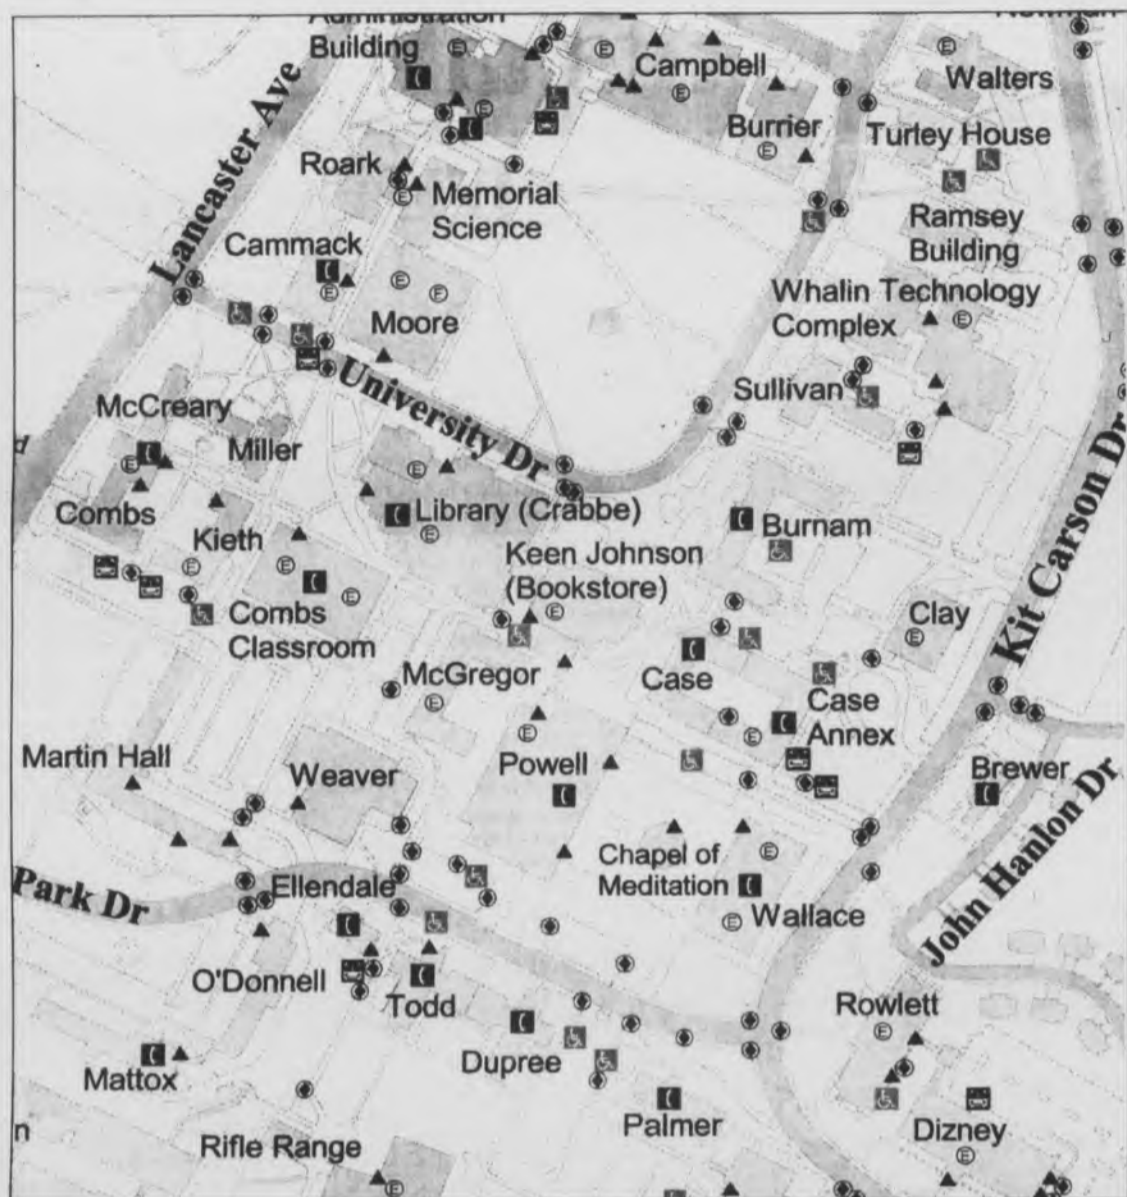 Administration
Building
Campbell
Walters
Lancaster Ave
Burrier
Turley House
Roark
Memorial
Science
Ramsey
Building
Cammack
Whalin Technology
Complex
Moore
University Dr
Sullivan
McCreary
Miller
d
Combs
Library (Crabbe)
Burnam
Kieth
Keen Johnson
(Bookstore)
Kit Carson Dr
Combs
Classroom
Clay
McGregor
Case
Case
Annex
Martin Hall
Weaver
Powell
Brewer
John Hanlon Dr
Park Dr
Ellendale
Chapel of
Meditation
Wallace
O'Donnell
Todd
Rowlett
Dupree
Mattox
Palmer
Dizney
n
Rifle Range